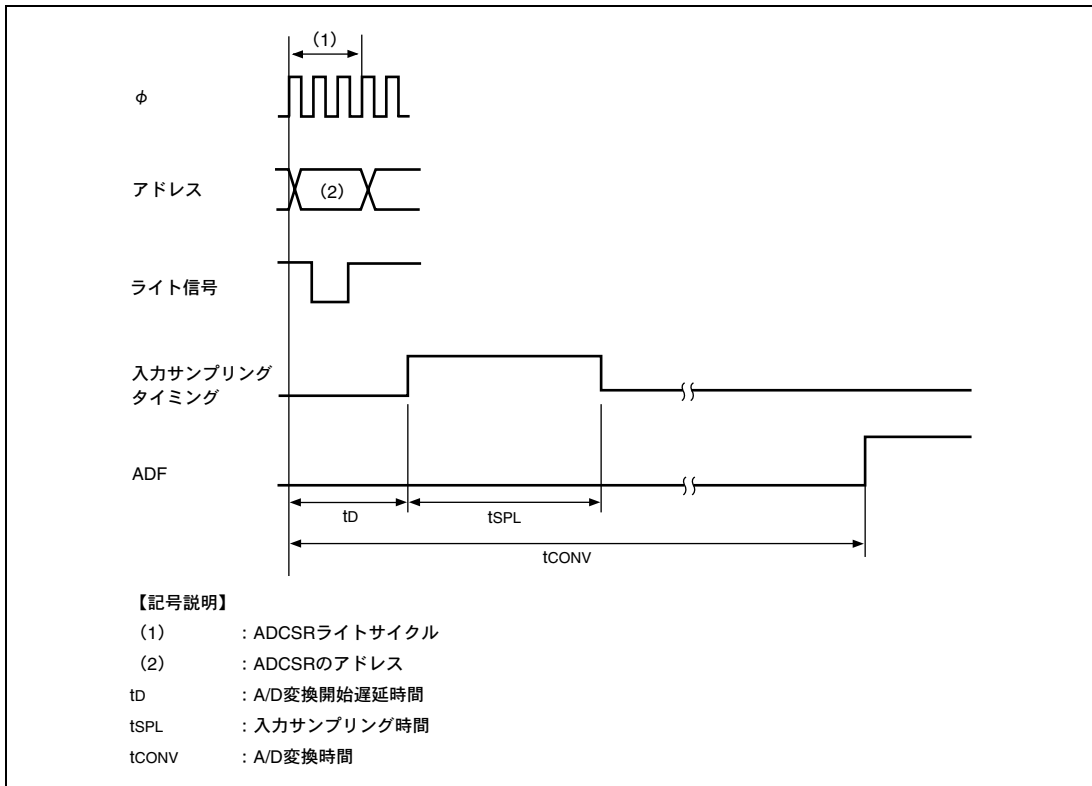 （1）
φ
アドレス
（2）
ライト信号
入力サンプリング
タイミング
ADF
tD
tSPL
tCONV
【記号説明】
（1） ：ADCSRライトサイクル
（2） ：ADCSRのアドレス
tD ：A/D変換開始遅延時間
tSPL ：入力サンプリング時間
tCONV ：A/D変換時間